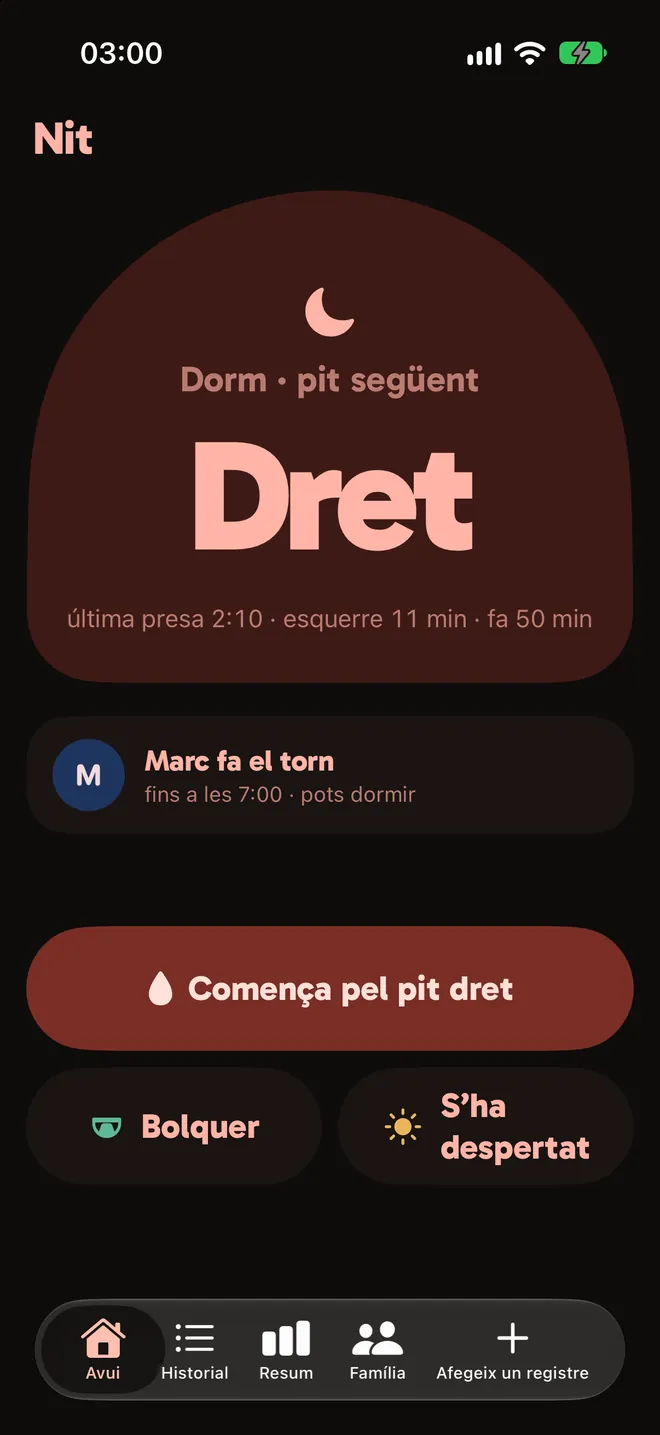 03:00
Nit
Dorm · pit següent
Dret
última presa 2:10 · esquerre 11 min · fa 50 min
M
Marc fa el torn
fins a les 7:00 · pots dormir
Comença pel pit dret
Bolquer
S’ha
despertat
Avui
Historial
Resum
Família
Afegeix un registre